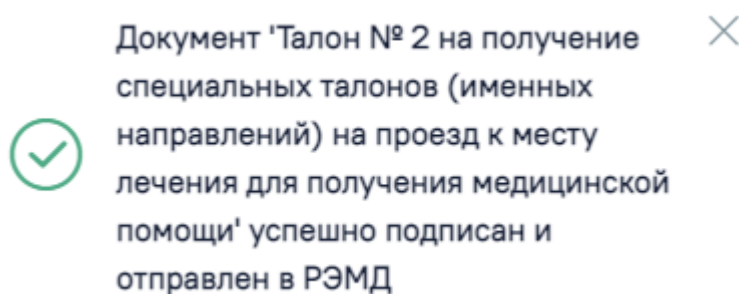 Документ 'Талон № 2 на получение
специальных талонов (именных
направлений) на проезд к месту
лечения для получения медицинской
помощи' успешно подписан и
отправлен в РЭМД